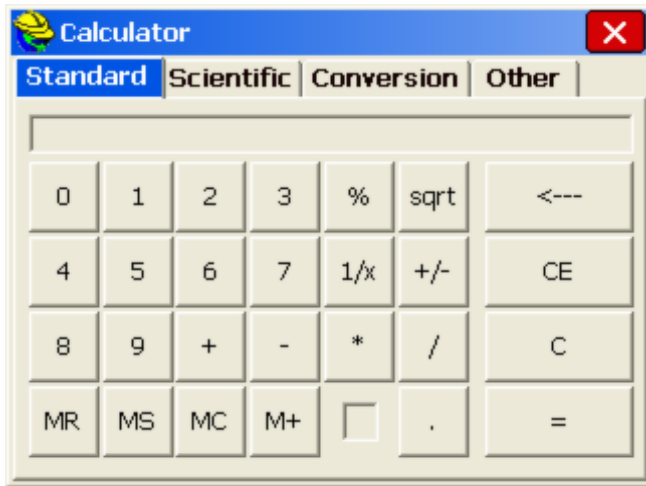 Calculator
Standard Scientific Conversion Other
0 1 2 3 % sqrt <---
4 5 6 7 1/x +/- CE
8 9 + - * / C
MR MS MC M+ . =